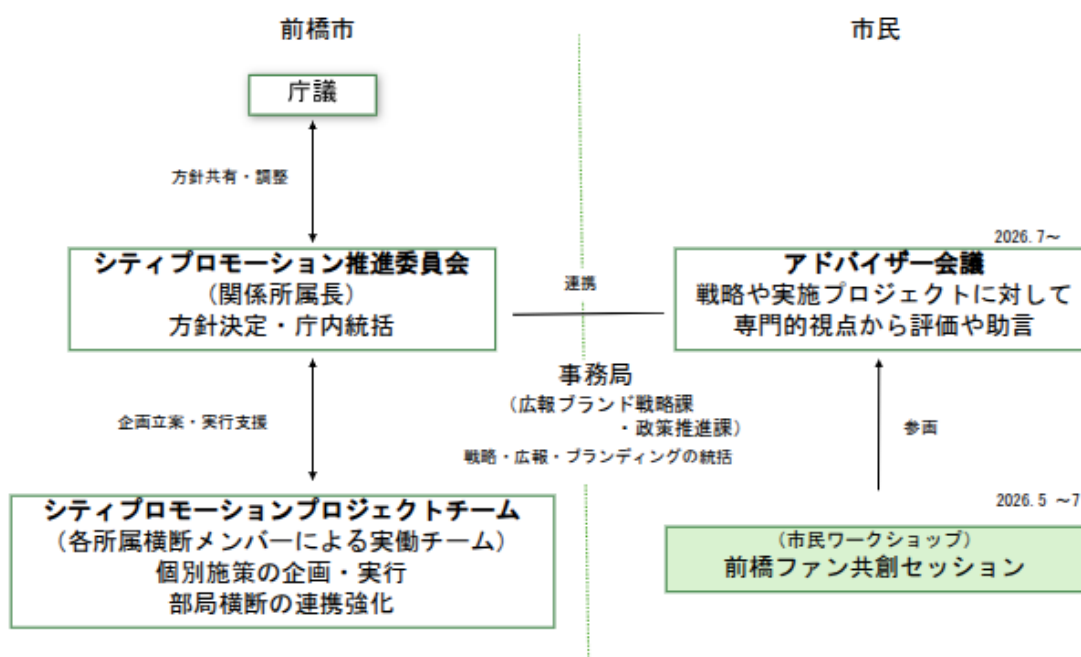 前橋市
市民
庁議
方針共有・調整
シティプロモーション推進委員会
（関係所属長）
方針決定・庁内統括
連携
2026.7～
アドバイザー会議
戦略や実施プロジェクトに対して
専門的視点から評価や助言
事務局
（広報ブランド戦略課
・政策推進課）
戦略・広報・ブランディングの統括
企画立案・実行支援
参画
シティプロモーションプロジェクトチーム
（各所属横断メンバーによる実働チーム）
個別施策の企画・実行
部局横断の連携強化
2026.5 ～7
（市民ワークショップ）
前橋ファン共創セッション